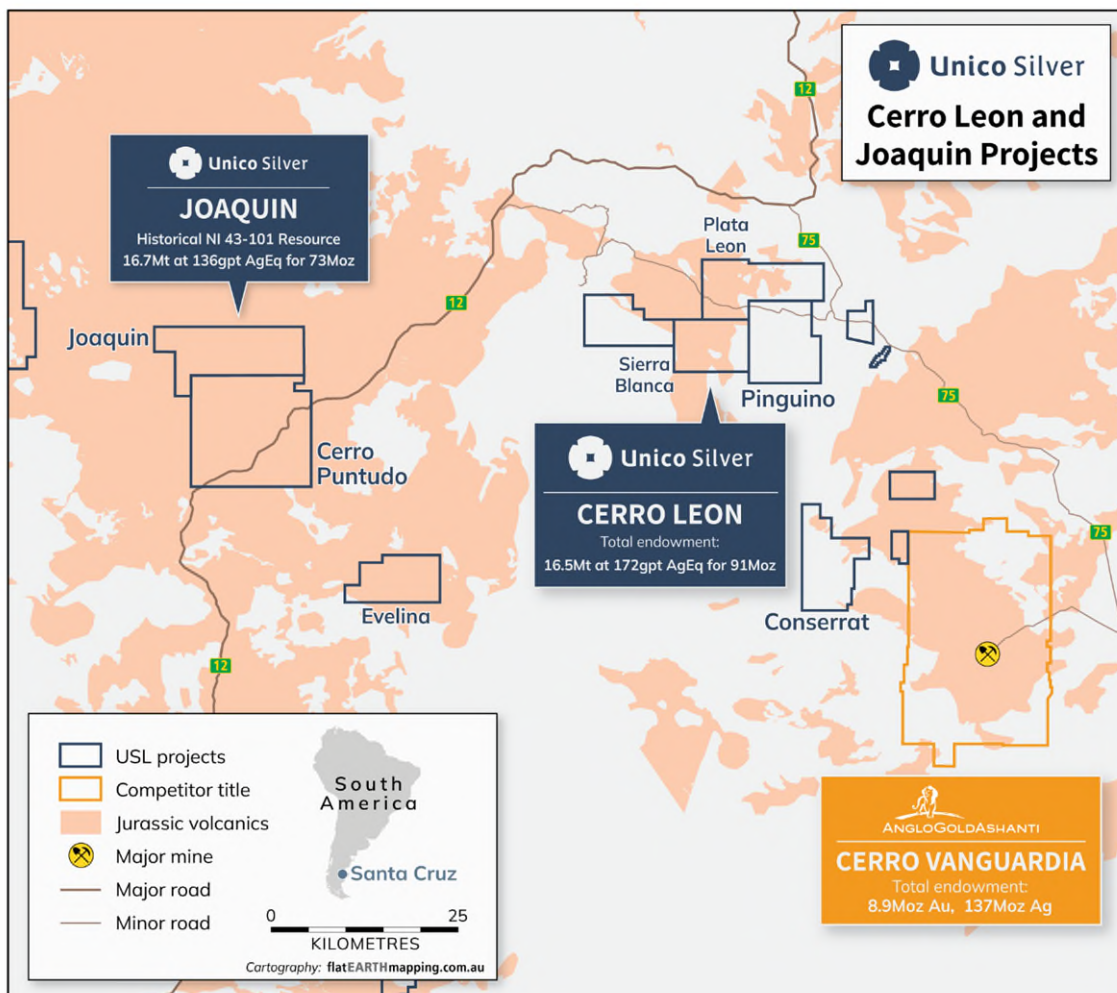 Unico Silver
Cerro Leon and
Joaquin Projects
12
Unico Silver
JOAQUIN
Historical NI 43-101 Resource
16.7Mt at 136gpt AgEq for 73Moz
Plata
Leon
75
12
Joaquin
Sierra
Blanca
Pinguino
75
Cerro
Puntudo
Unico Silver
CERRO LEON
Total endowment:
16.5Mt at 172gpt AgEq for 91Moz
75
Evelina
Conserrat
12
USL projects
Competitor title
Jurassic volcanics
Major mine
Major road
Minor road
South
America
Santa Cruz
0 25
KILOMETRES
Cartography: flatEARTHmapping.com.au
ANGLOGOLDASHANTI
CERRO VANGUARDIA
Total endowment:
8.9Moz Au, 137Moz Ag